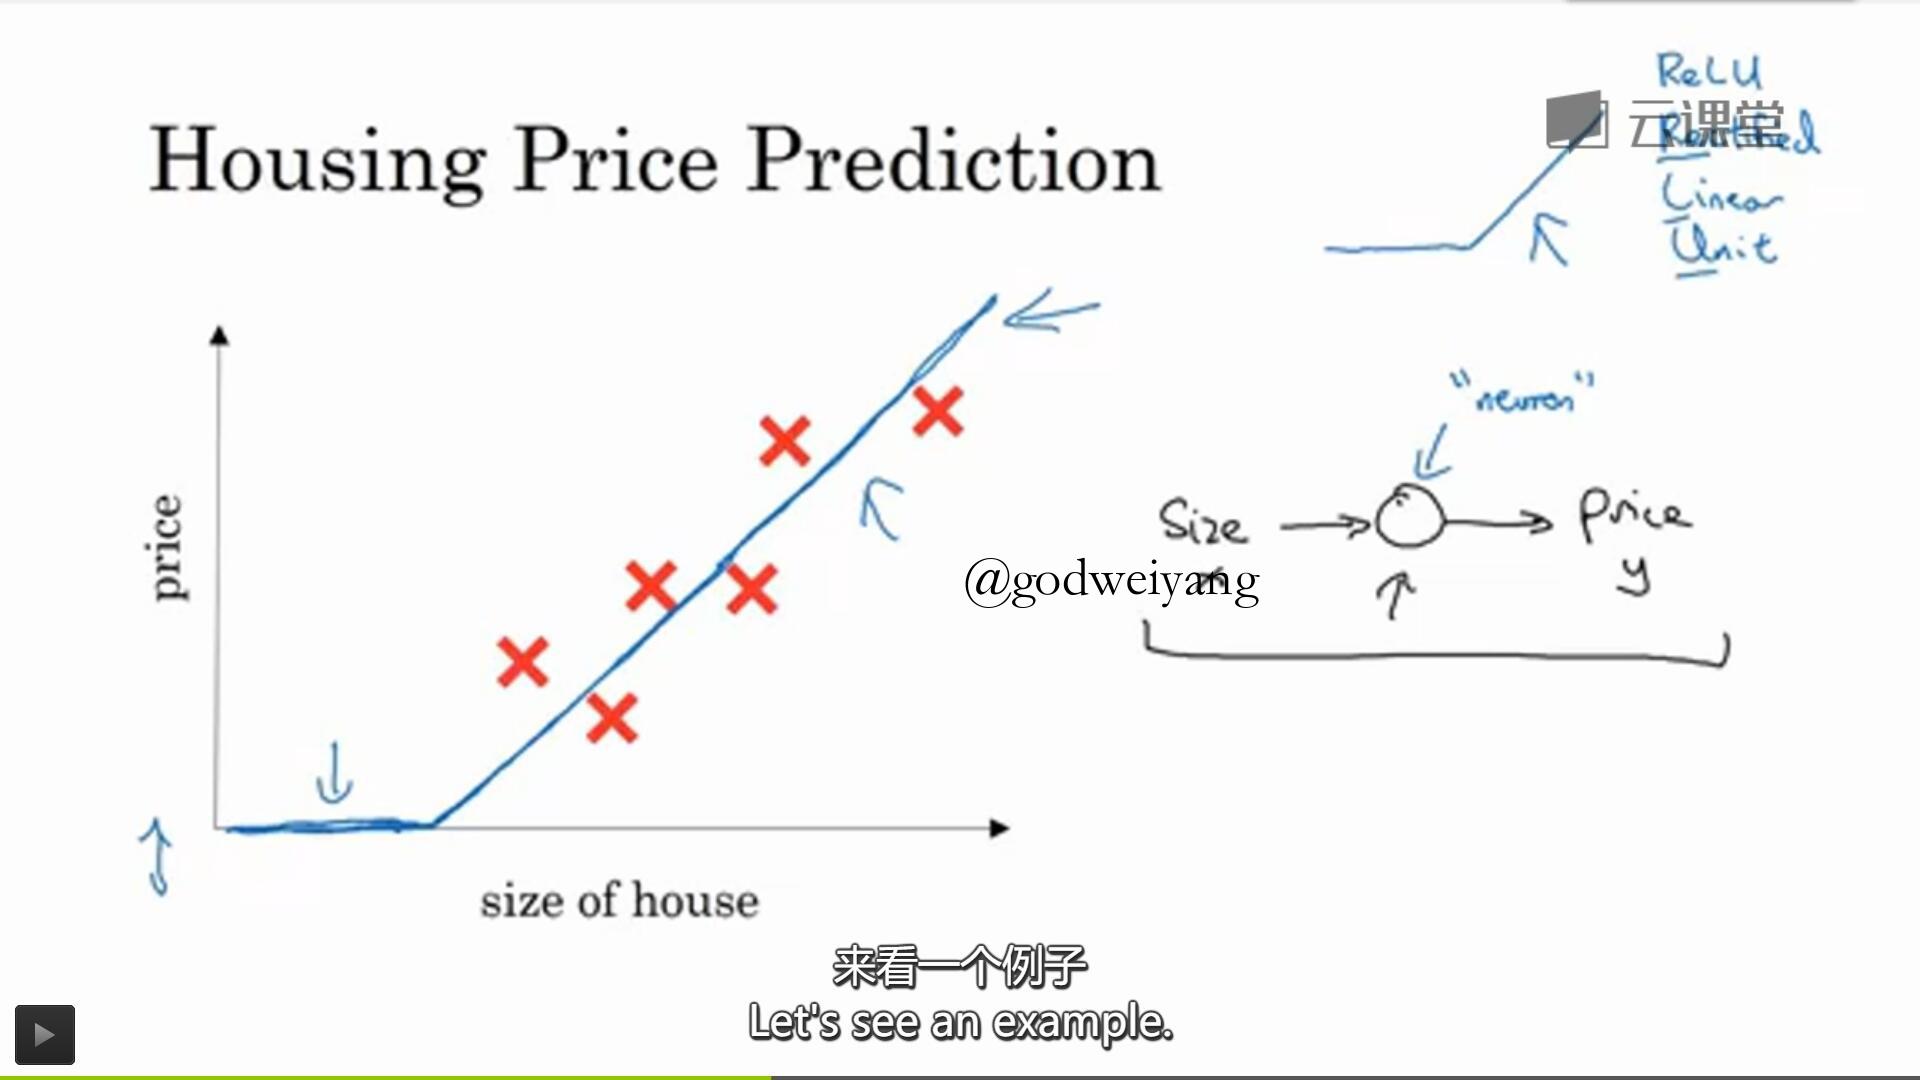 ReLU
云课堂
Housing Price Prediction
Rectified
Linear
Unit
"neuron"
price
Size
Price
@godweiyang
x
y
size of house
来看一个例子
Let's see an example.